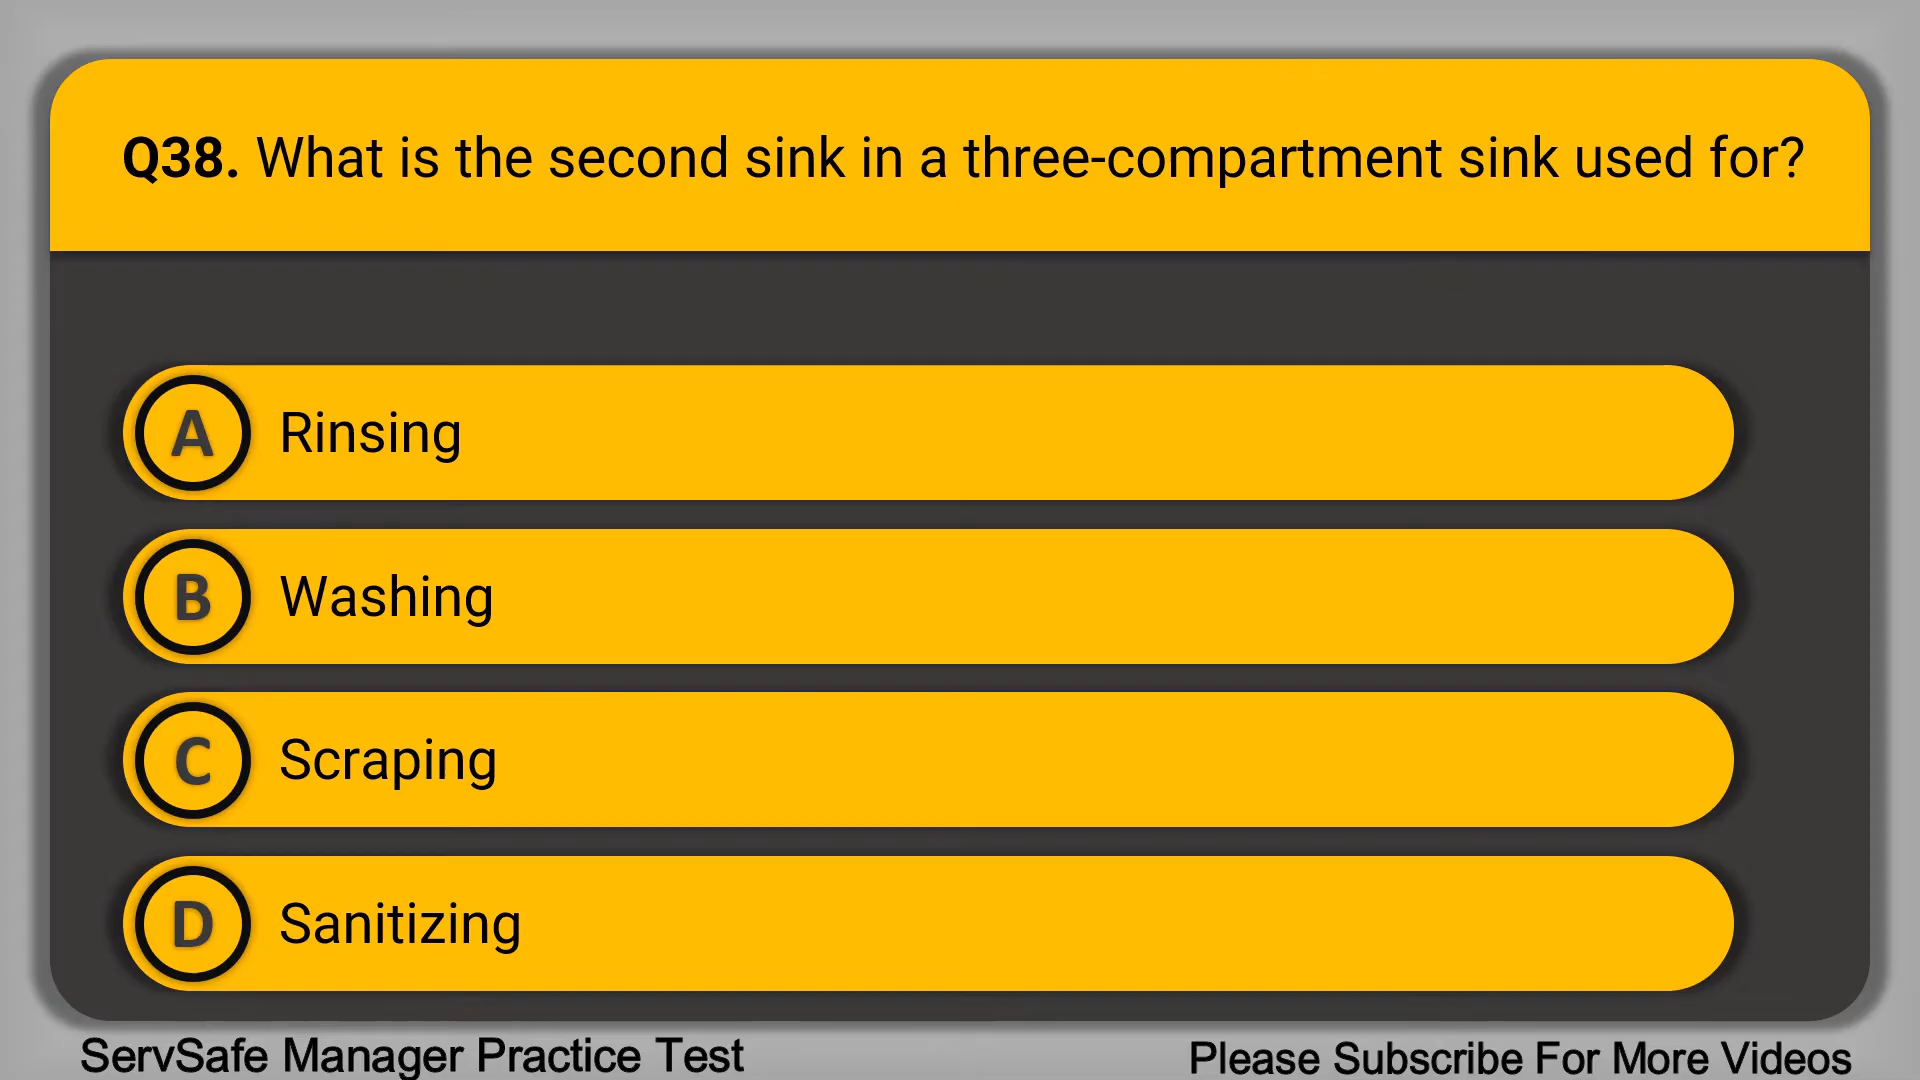 Q38. What is the second sink in a three-compartment sink used for?
A Rinsing
B Washing
C Scraping
D Sanitizing
ServSafe Manager Practice Test
Please Subscribe For More Videos